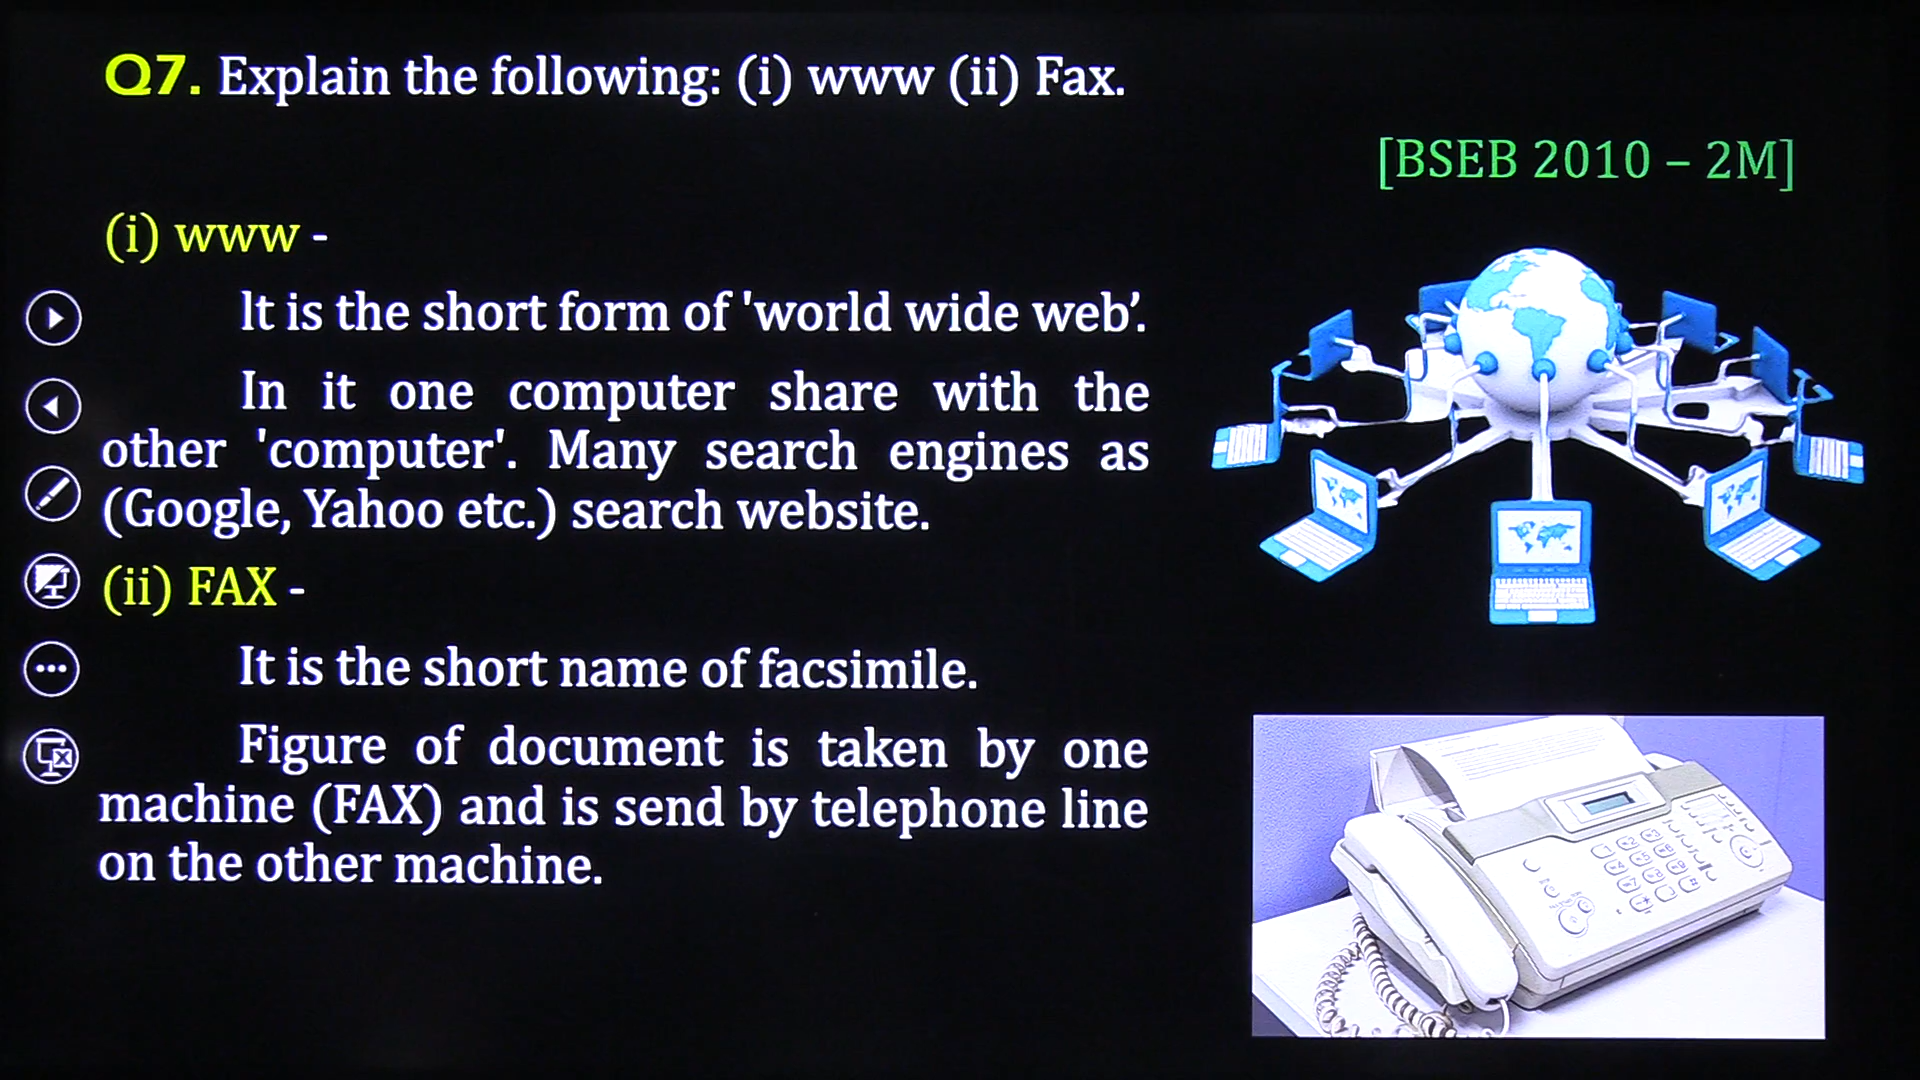 Q7. Explain the following: (i) www (ii) Fax.
[BSEB 2010 – 2M]
(i) www -
It is the short form of 'world wide web’.
In it one computer share with the
other 'computer'. Many search engines as
(Google, Yahoo etc.) search website.
(ii) FAX -
It is the short name of facsimile.
Figure of document is taken by one
machine (FAX) and is send by telephone line
on the other machine.